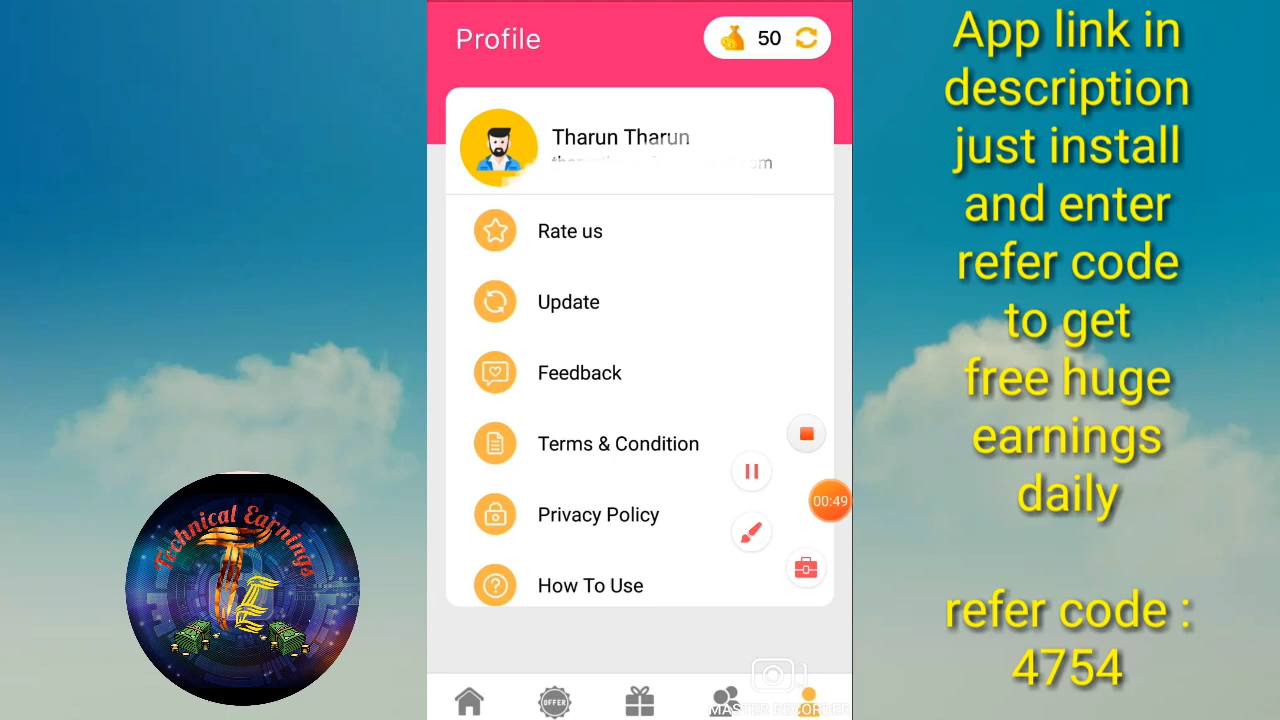 Profile
50
Tharun Tharun
Rate us
Update
Feedback
Terms & Condition
Privacy Policy
How To Use
00:49
OFFER
MASTER RECORDER
Technical Earnings
App link in
description
just install
and enter
refer code
to get
free huge
earnings
daily
refer code :
4754